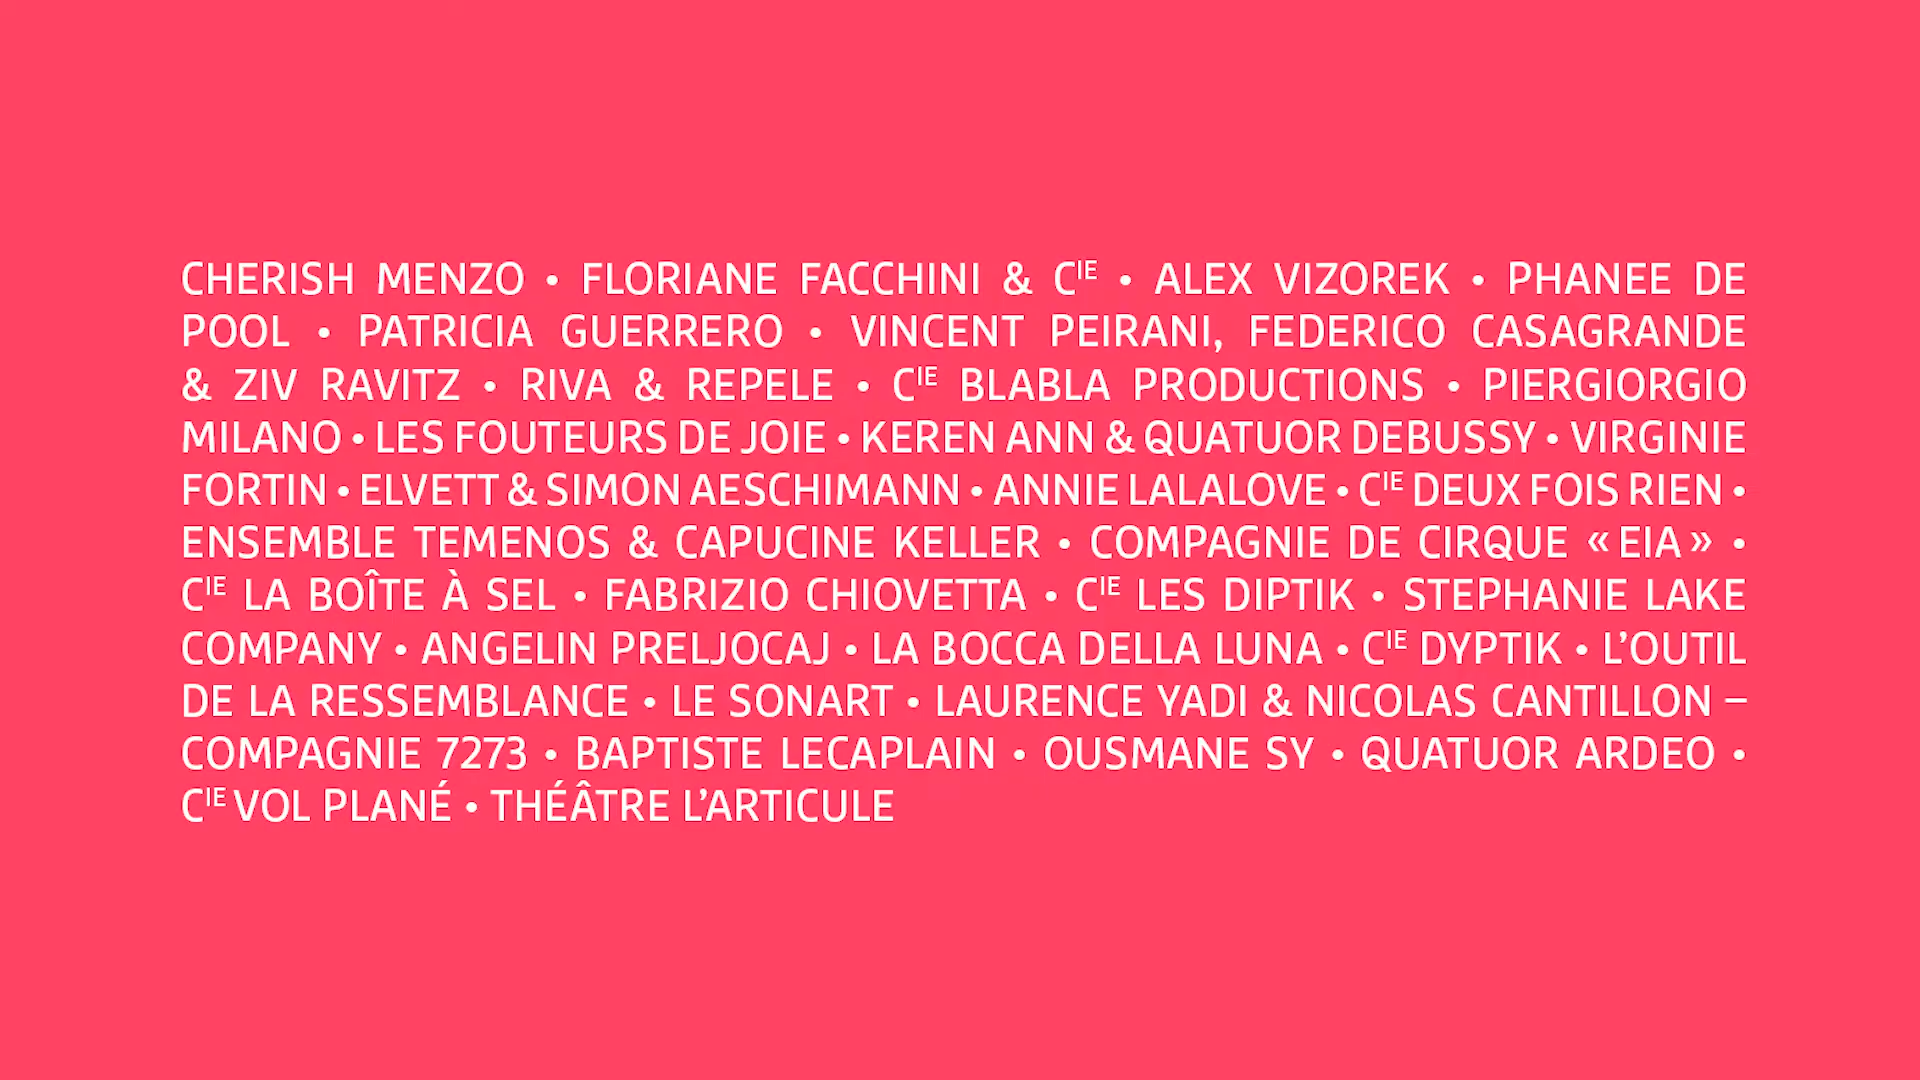 CHERISH MENZO • FLORIANE FACCHINI & CIE • ALEX VIZOREK • PHANEE DE
POOL • PATRICIA GUERRERO • VINCENT PEIRANI, FEDERICO CASAGRANDE
& ZIV RAVITZ • RIVA & REPELE • CIE BLABLA PRODUCTIONS • PIERGIORGIO
MILANO • LES FOUTEURS DE JOIE • KEREN ANN & QUATUOR DEBUSSY • VIRGINIE
FORTIN • ELVETT & SIMON AESCHIMANN • ANNIE LALALOVE • CIE DEUX FOIS RIEN •
ENSEMBLE TEMENOS & CAPUCINE KELLER • COMPAGNIE DE CIRQUE « EIA » •
CIE LA BOÎTE À SEL • FABRIZIO CHIOVETTA • CIE LES DIPTIK • STEPHANIE LAKE
COMPANY • ANGELIN PRELJOCAJ • LA BOCCA DELLA LUNA • CIE DYPTIK • L’OUTIL
DE LA RESSEMBLANCE • LE SONART • LAURENCE YADI & NICOLAS CANTILLON –
COMPAGNIE 7273 • BAPTISTE LECAPLAIN • OUSMANE SY • QUATUOR ARDEO •
CIE VOL PLANÉ • THÉÂTRE L’ARTICULE